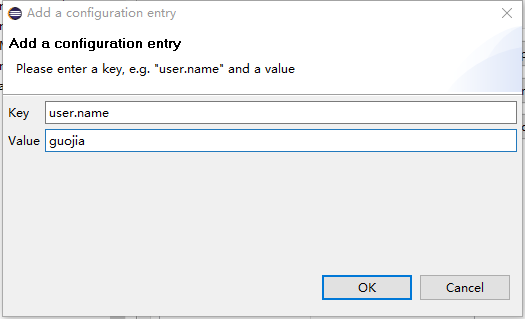 Add a configuration entry
Add a configuration entry
Please enter a key, e.g. "user.name" and a value
Key user.name
Value guojia
OK Cancel